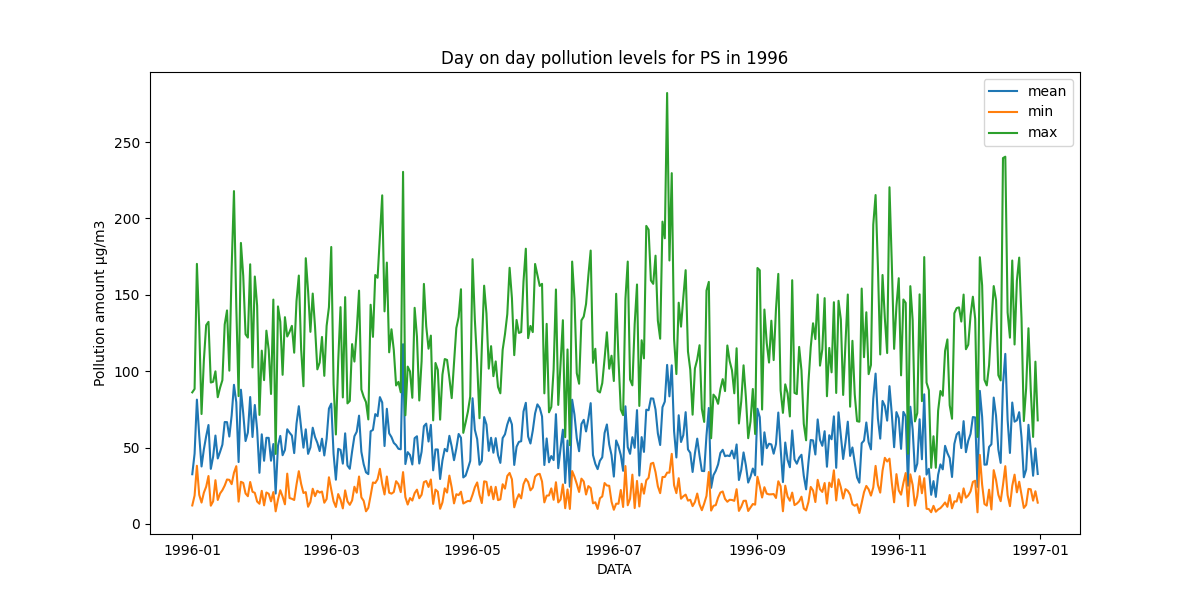 Day on day pollution levels for PS in 1996
mean
min
max
Pollution amount µg/m3
250
200
150
100
50
0
1996-01 1996-03 1996-05 1996-07 1996-09 1996-11 1997-01
DATA